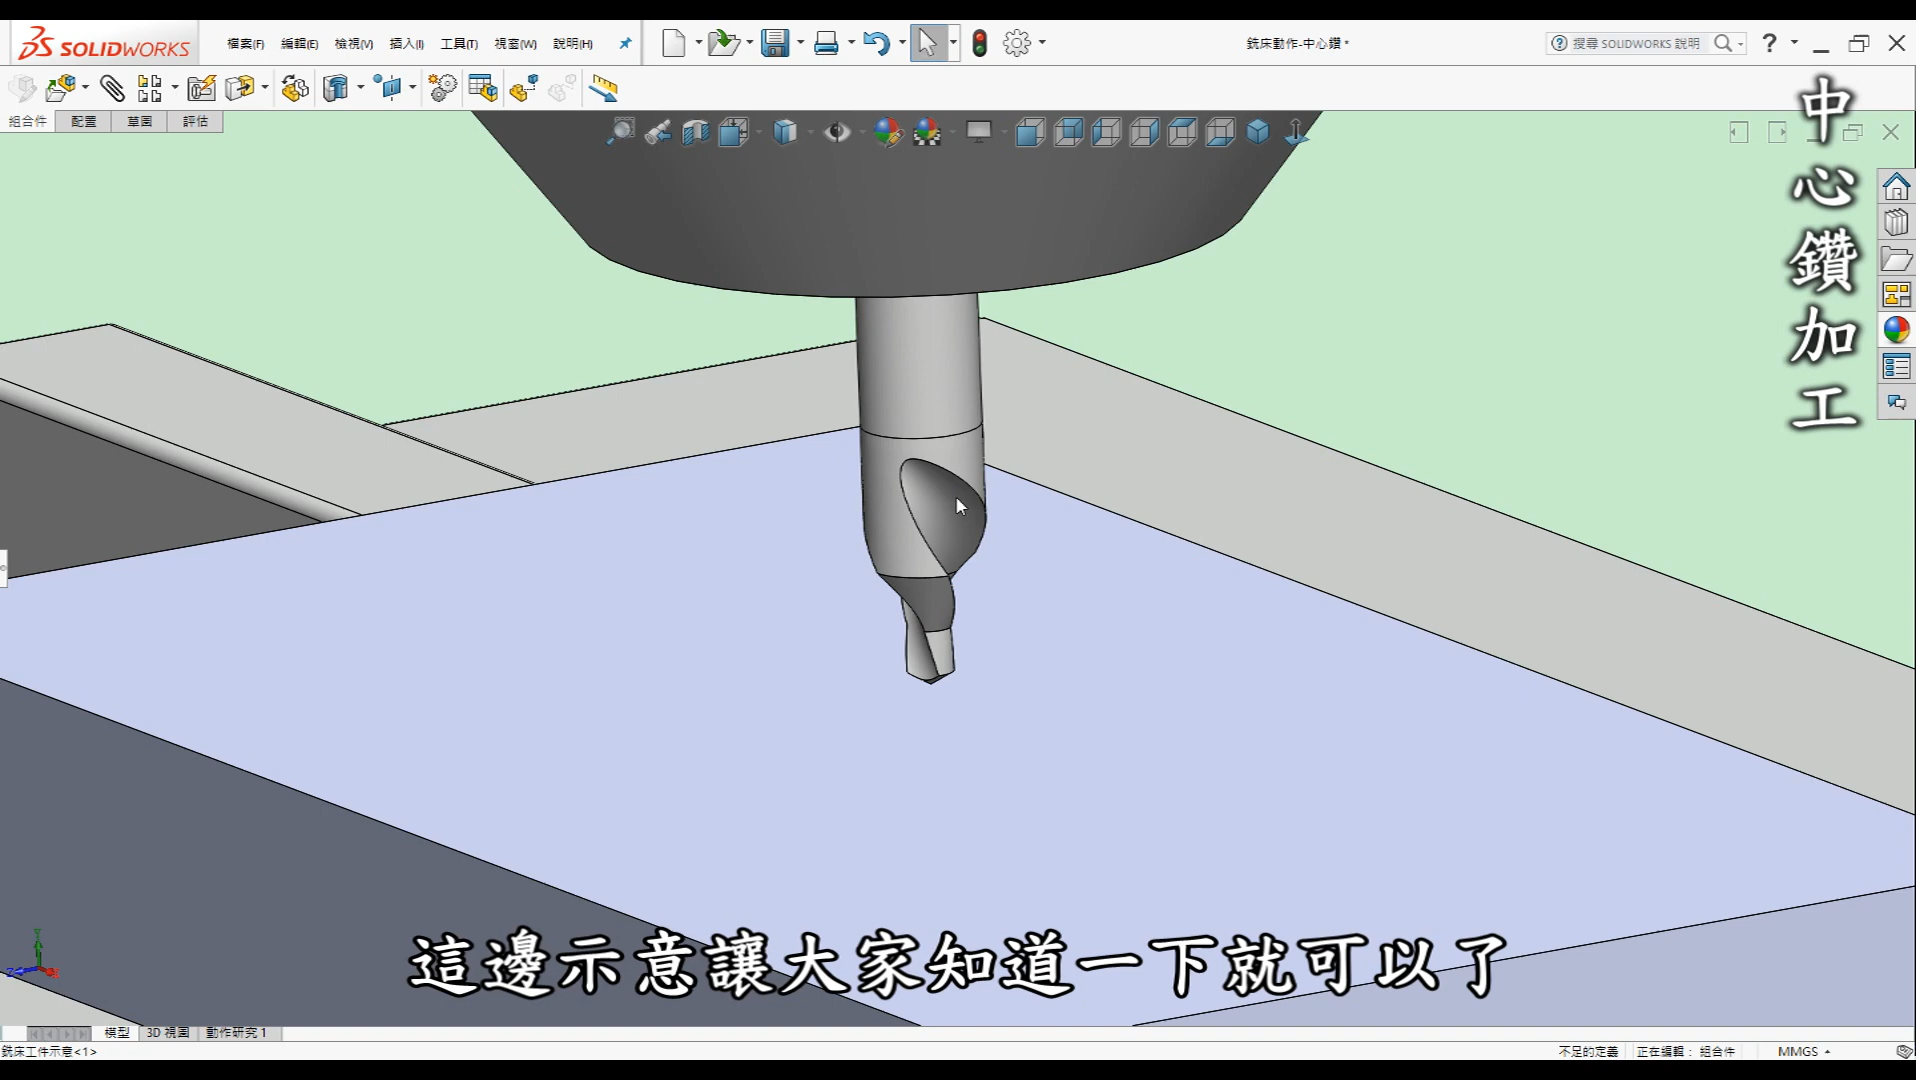 SOLIDWORKS
檔案(F) 編輯(E) 檢視(V) 插入(I) 工具(T) 視窗(W) 說明(H)
銑床動作-中心鑽 *
搜尋 SOLIDWORKS 說明
組合件 配置 草圖 評估
中心鑽加工
這邊示意讓大家知道一下就可以了
模型 3D 視圖 動作研究 1
銑床工件示意<1>
不足的定義 正在編輯： 組合件 MMGS